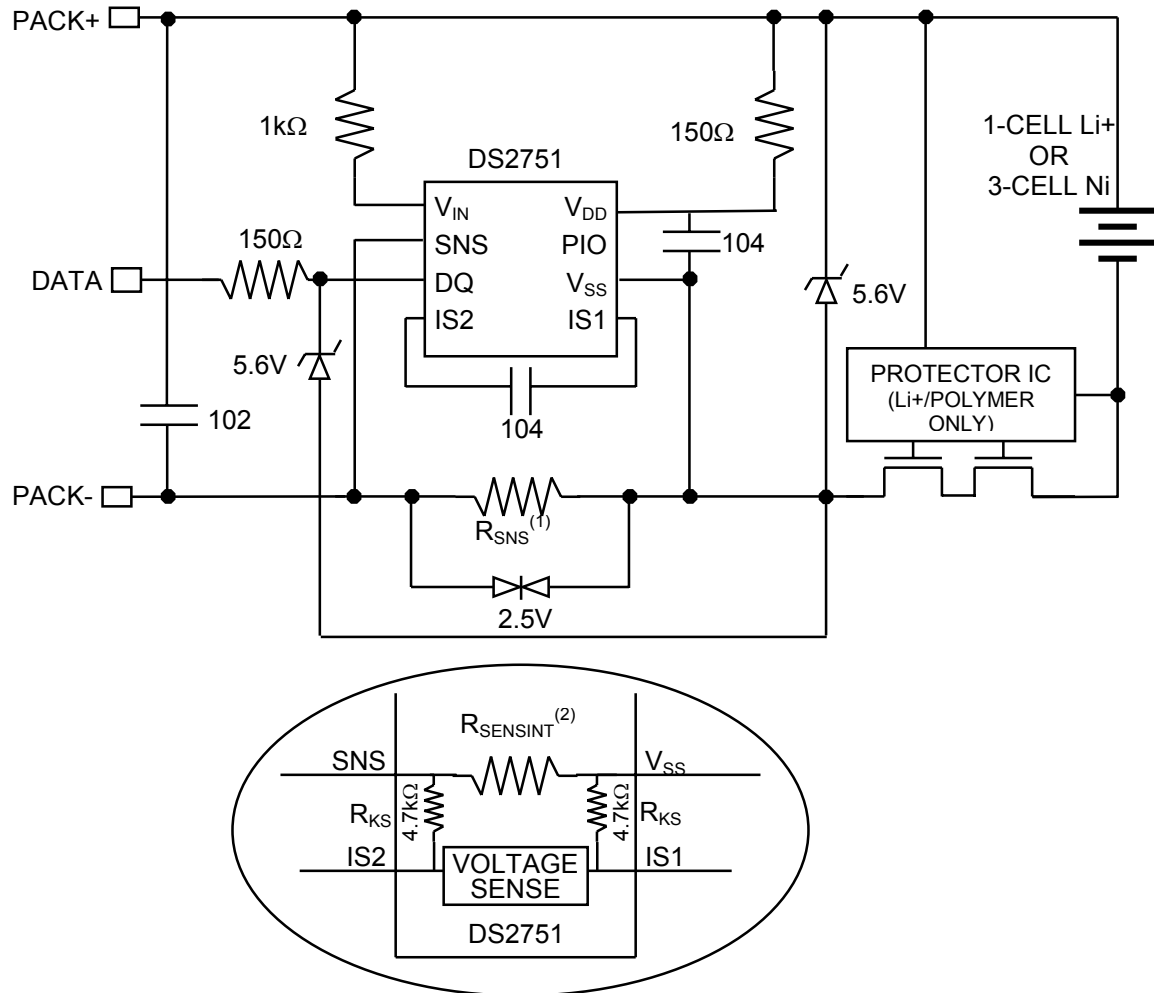 PACK+
1kΩ
150Ω
1-CELL Li+
OR
3-CELL Ni
DS2751
VIN
VDD
SNS
PIO
104
150Ω
DATA
DQ
VSS
5.6V
IS2
IS1
5.6V
PROTECTOR IC
(Li+/POLYMER
ONLY)
102
104
PACK-
RSNS(1)
2.5V
RSENSINT(2)
SNS
VSS
RKS
4.7kΩ
4.7kΩ
RKS
IS2
VOLTAGE
SENSE
IS1
DS2751